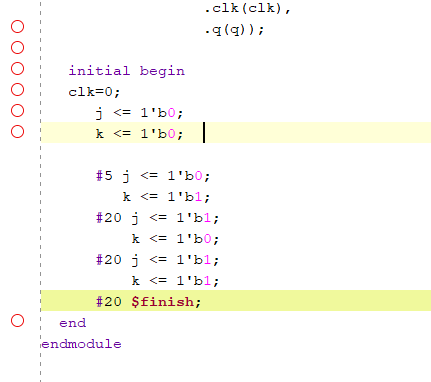 .clk(clk),
.q(q));
initial begin
clk=0;
j <= 1'b0;
k <= 1'b0;
#5 j <= 1'b0;
k <= 1'b1;
#20 j <= 1'b1;
k <= 1'b0;
#20 j <= 1'b1;
k <= 1'b1;
#20 $finish;
end
endmodule